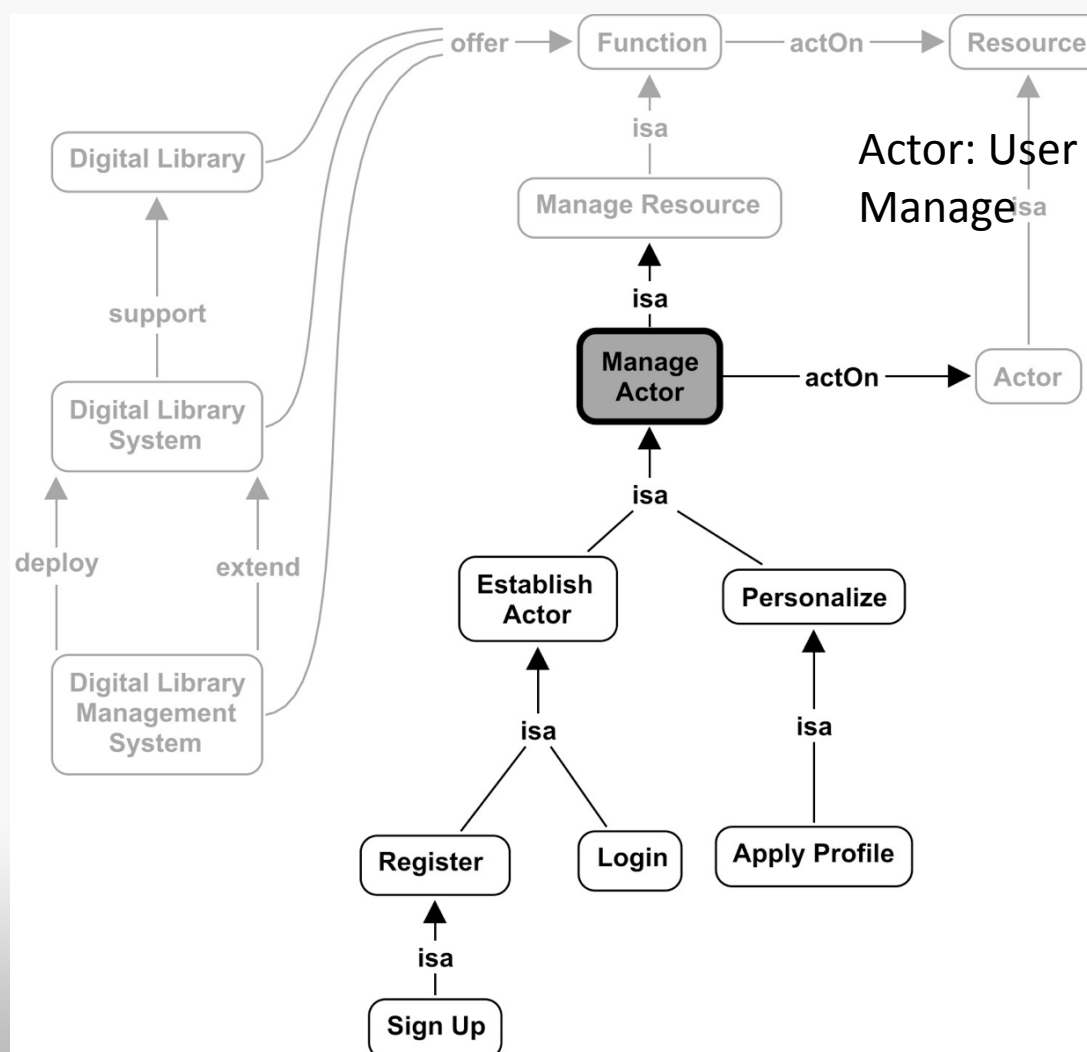 offer
Function
actOn
Resource
isa
Digital Library
Actor: User
Manage
isa
Manage Resource
isa
support
Manage
Actor
actOn
Actor
Digital Library
System
isa
deploy
extend
Establish
Actor
Personalize
Digital Library
Management
System
isa
isa
Register
Login
Apply Profile
isa
Sign Up